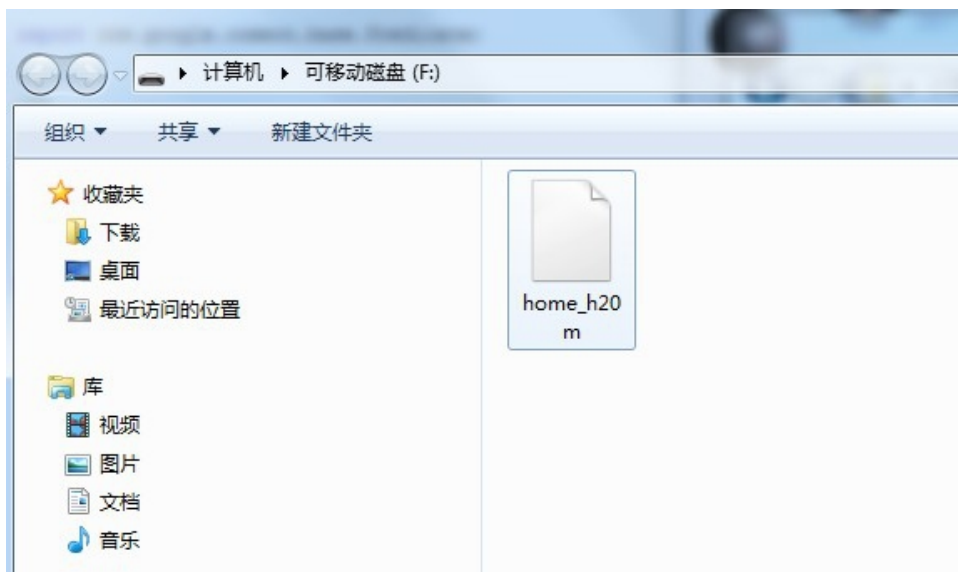 计算机 可移动磁盘 (F:)
组织 共享 新建文件夹
收藏夹
下载
桌面
最近访问的位置
home_h20
m
库
视频
图片
文档
音乐